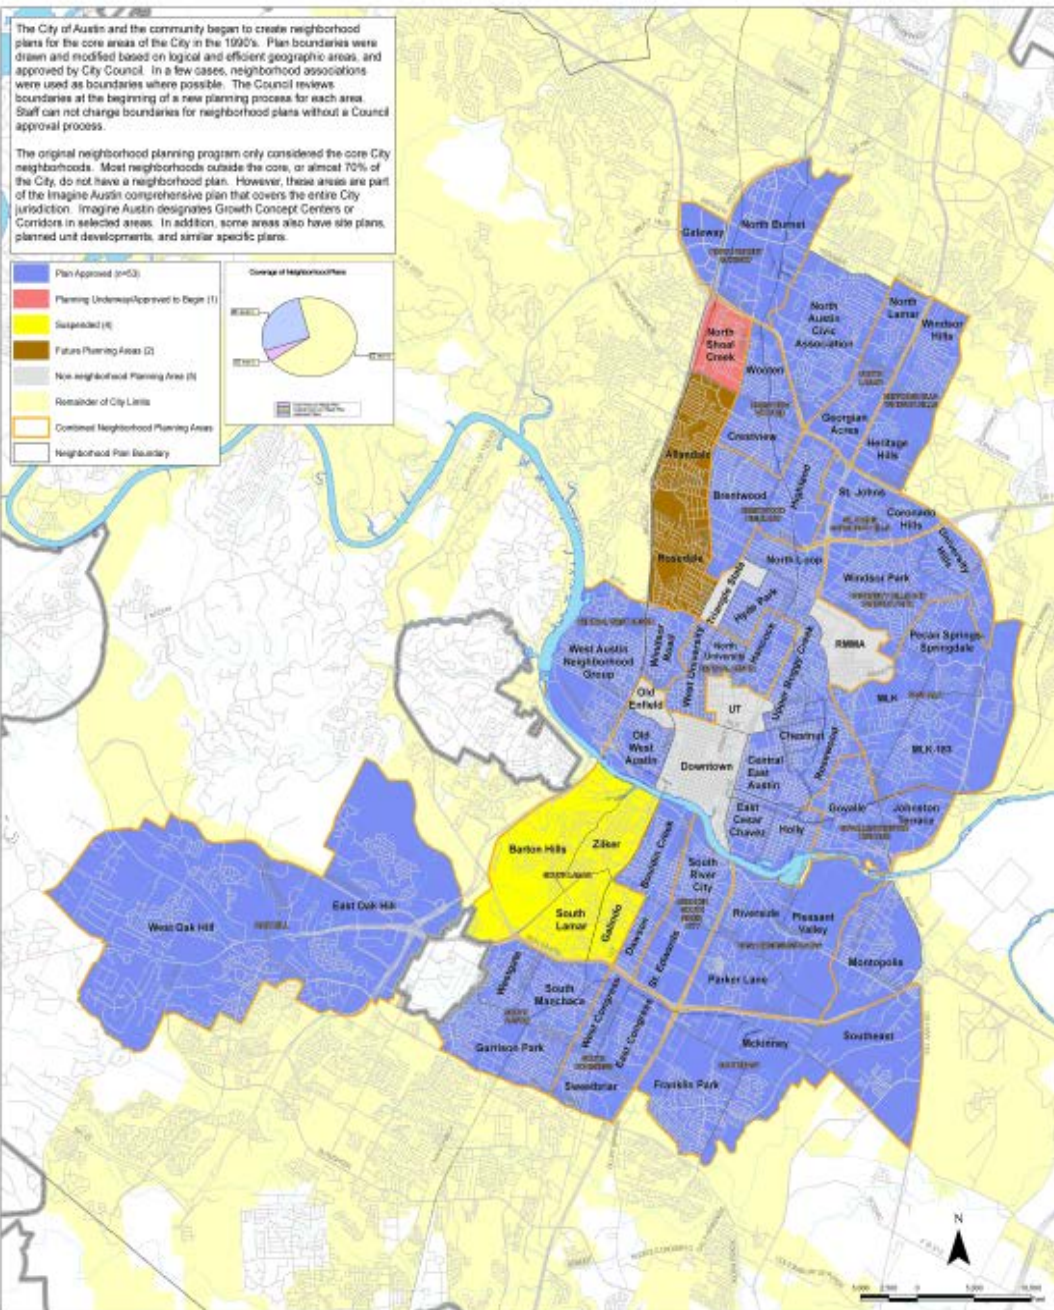 The City of Austin and the community began to create neighborhood
plans for the core areas of the City in the 1990's. Plan boundaries were
drawn and modified based on logical and efficient geographic areas, and
approved by City Council. In a few cases, neighborhood associations
were used as boundaries where possible. The Council reviews
boundaries at the beginning of a new planning process for each area.
Staff can not change boundaries for neighborhood plans without a Council
approval process.
The original neighborhood planning program only considered the core City
neighborhoods. Most neighborhoods outside the core, or almost 70% of
the City, do not have a neighborhood plan. However, these areas are part
of the Imagine Austin comprehensive plan that covers the entire City
jurisdiction. Imagine Austin designates Growth Concept Centers or
Corridors in selected areas. In addition, some areas also have site plans,
planned unit developments, and similar specific plans.
Plan Approved (n=53)
Planning Underway/Approved to Begin (1)
Suspended (4)
Future Planning Areas (2)
Non-neighborhood Planning Area (5)
Remainder of City Limits
Combined Neighborhood Planning Areas
Neighborhood Plan Boundary
Coverage of Neighborhood Plans
North Burnet
Gateway
North
Austin
Civic
Association
North
Lamar
Windsor
Hills
North
Shoal
Creek
Wooten
Georgian
Acres
Heritage
Hills
Crestview
Allandale
Highland
Brentwood
St. Johns
Coronado
Hills
University
Hills
Rosedale
North Loop
Windsor Park
Triangle State
Hyde Park
Hancock
Upper Boggy Creek
RMMA
Pecan Springs-
Springdale
West Austin
Neighborhood
Group
Windsor
Road
West University
North
University
Old
Enfield
UT
MLK
Old
West
Austin
Downtown
Chestnut
Rosewood
MLK-183
Central
East
Austin
East
Cesar
Chavez
Holly
Govalle
Johnston
Terrace
Barton Hills
Zilker
SOUTH LAMAR
South
Lamar
Galindo
Bouldin Creek
Dawson
South
River
City
St. Edwards
Riverside
Pleasant
Valley
Parker Lane
Montopolis
West Oak Hill
East Oak Hill
Westgate
South
Manchaca
Garrison Park
West Congress
East Congress
Sweetbriar
Franklin Park
Mckinney
Southeast
N